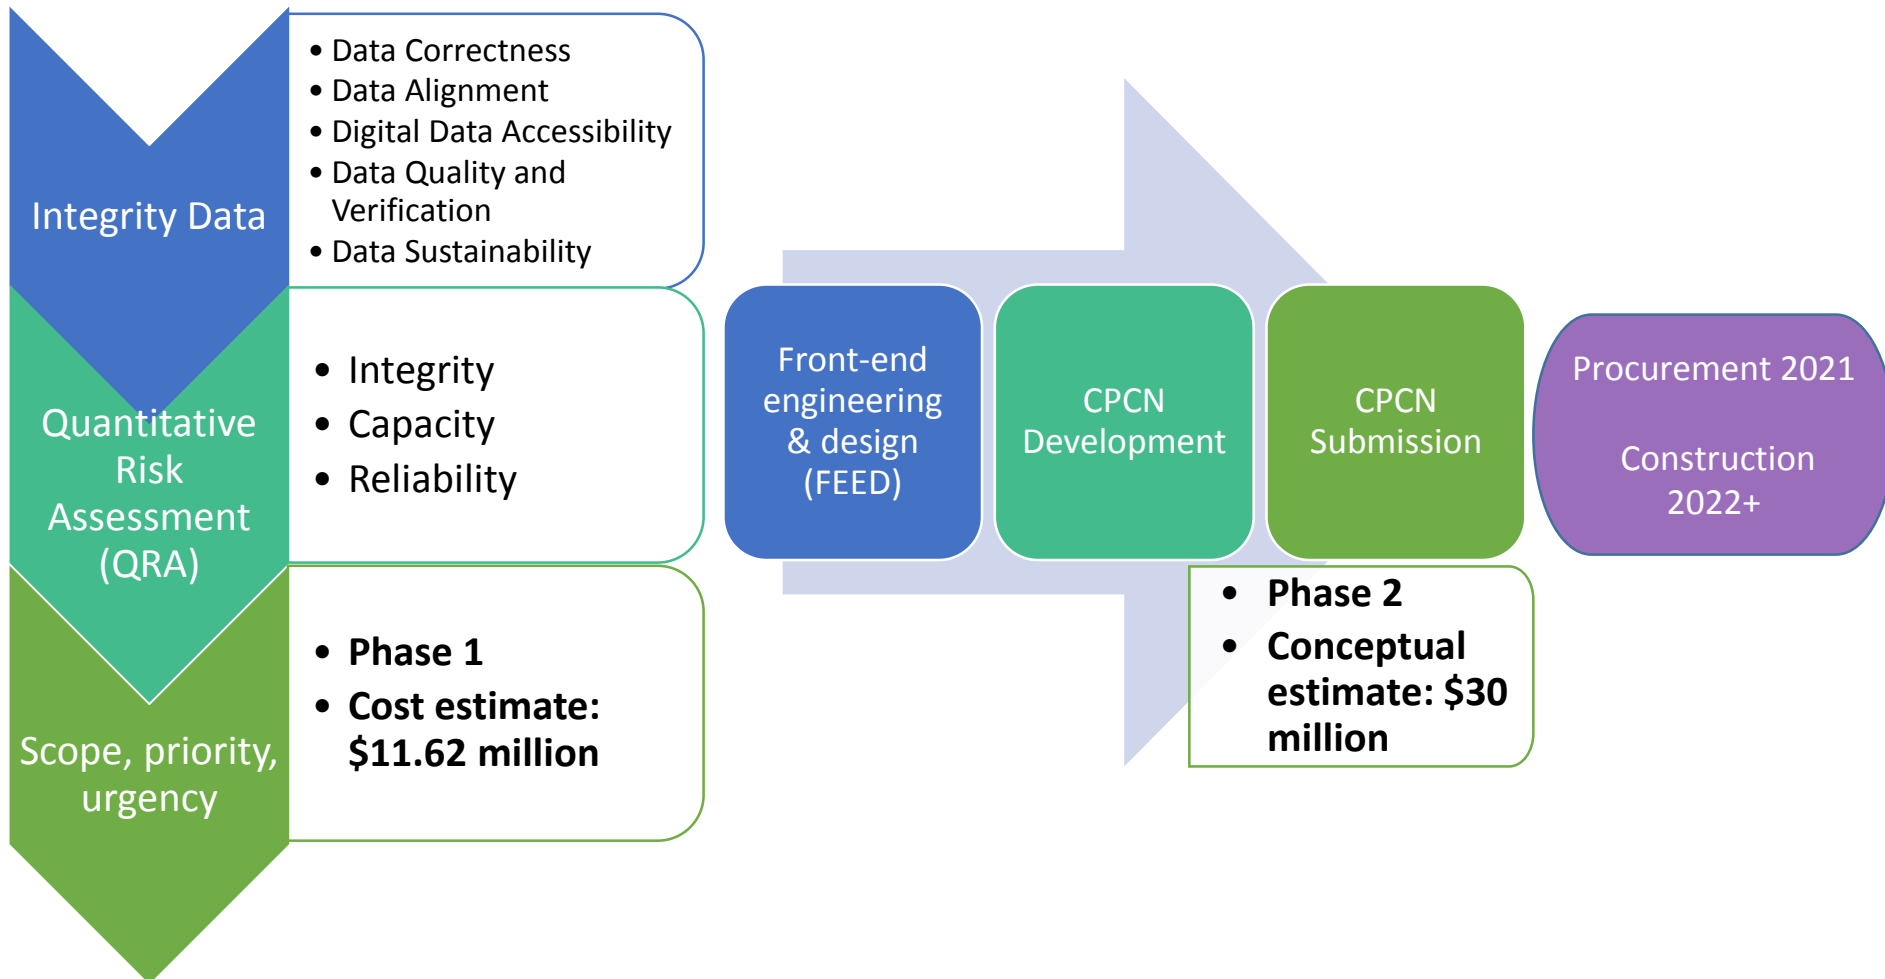 Integrity Data
• Data Correctness
• Data Alignment
• Digital Data Accessibility
• Data Quality and
Verification
• Data Sustainability
Quantitative
Risk
Assessment
(QRA)
• Integrity
• Capacity
• Reliability
Scope, priority,
urgency
• Phase 1
• Cost estimate:
$11.62 million
Front-end
engineering
& design
(FEED)
CPCN
Development
CPCN
Submission
• Phase 2
• Conceptual
estimate: $30
million
Procurement 2021
Construction
2022+